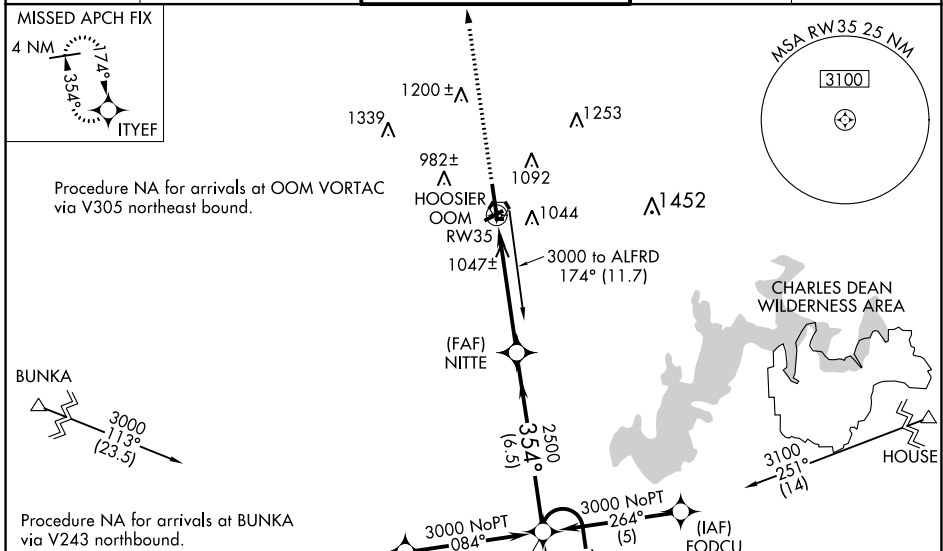 MISSED APCH FIX
4 NM
174°
354°
ITYEF
MSA RW35 25 NM
3100
1200 ±
1339
1253
982±
1092
Procedure NA for arrivals at OOM VORTAC
via V305 northeast bound.
HOOSIER
OOM
RW35
1044
1452
1047±
3000 to ALFRD
174° (11.7)
CHARLES DEAN
WILDERNESS AREA
(FAF)
NITTE
BUNKA
3000
113°
(23.5)
2500
354°
(6.5)
HOUSE
3100
251°
(14)
Procedure NA for arrivals at BUNKA
via V243 northbound.
3000 NoPT
084°
3000 NoPT
264°
(5)
(IAF)